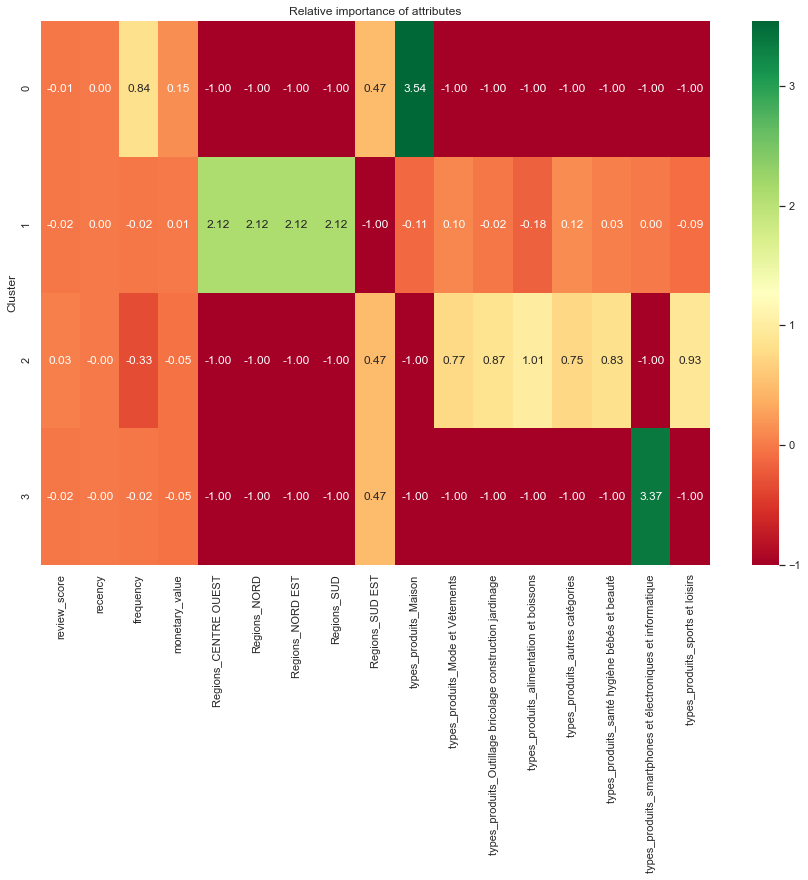 Relative importance of attributes
Cluster
0
-0.01 0.00 0.84 0.15 -1.00 -1.00 -1.00 -1.00 0.47 3.54 -1.00 -1.00 -1.00 -1.00 -1.00 -1.00 -1.00
1
-0.02 0.00 -0.02 0.01 2.12 2.12 2.12 2.12 -1.00 -0.11 0.10 -0.02 -0.18 0.12 0.03 0.00 -0.09
2
0.03 -0.00 -0.33 -0.05 -1.00 -1.00 -1.00 -1.00 0.47 -1.00 0.77 0.87 1.01 0.75 0.83 -1.00 0.93
3
-0.02 -0.00 -0.02 -0.05 -1.00 -1.00 -1.00 -1.00 0.47 -1.00 -1.00 -1.00 -1.00 -1.00 -1.00 3.37 -1.00
review_score
recency
frequency
monetary_value
Regions_CENTRE OUEST
Regions_NORD
Regions_NORD EST
Regions_SUD
Regions_SUD EST
types_produits_Maison
types_produits_Mode et Vêtements
types_produits_Outillage bricolage construction jardinage
types_produits_alimentation et boissons
types_produits_autres catégories
types_produits_santé hygiène bébés et beauté
types_produits_smartphones et électroniques et informatique
types_produits_sports et loisirs
3
2
1
0
-1